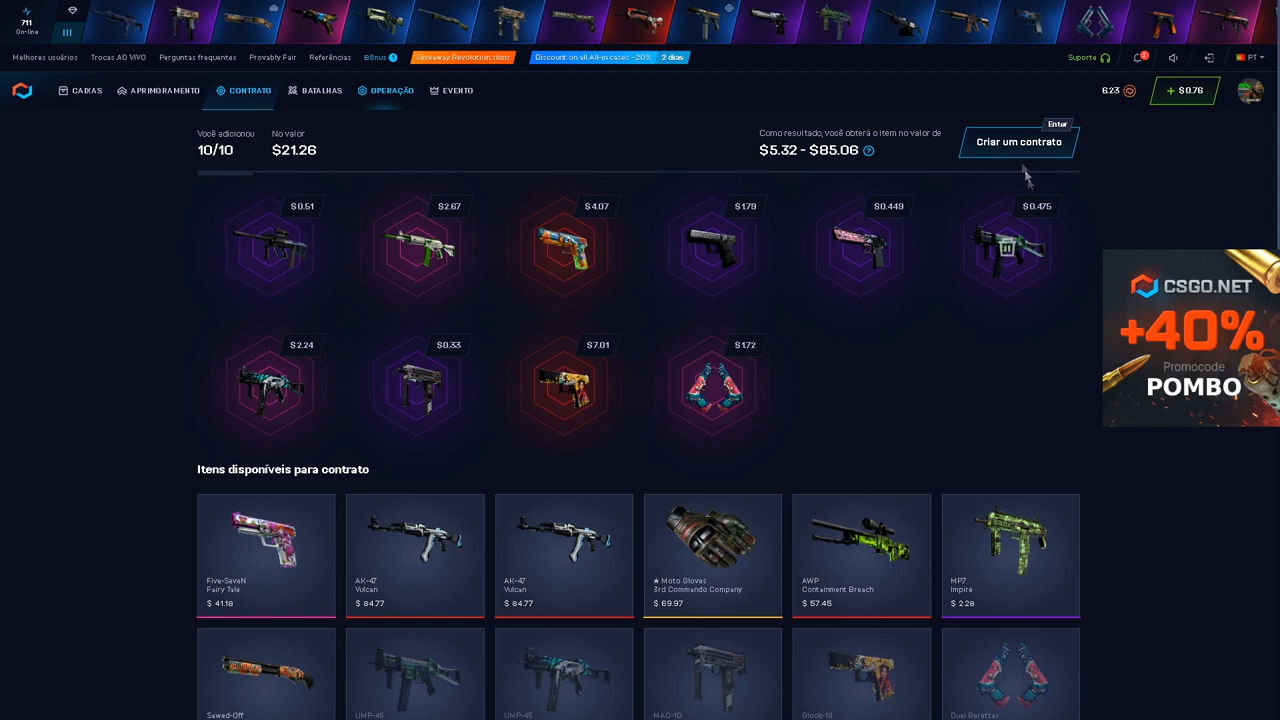 711
On-line
Melhores usuários
Trocas AO VIVO
Perguntas frequentes
Provably Fair
Referências
Bônus
Giveaway Revolution skins
Discount on all All-in cases -20%
2 dias
Suporte
PT
CAIXAS
APRIMORAMENTO
CONTRATO
BATALHAS
OPERAÇÃO
EVENTO
623
+ $0.76
Você adicionou
10/10
No valor
$21.26
Como resultado, você obterá o item no valor de
$5.32 - $85.06
?
Enter
Criar um contrato
$0.51
$2.67
$4.07
$1.79
$0.449
$0.475
$2.24
$0.33
$7.01
$1.72
CSGO.NET
+40%
Promocode
POMBO
Itens disponíveis para contrato
Five-SeveN
Fairy Tale
$ 41.18
AK-47
Vulcan
$ 84.77
AK-47
Vulcan
$ 84.77
★ Moto Gloves
3rd Commando Company
$ 69.97
AWP
Containment Breach
$ 57.45
MP7
Impire
$ 2.28
Sawed-Off
UMP-45
UMP-45
MAC-10
Glock-18
Dual Berettas